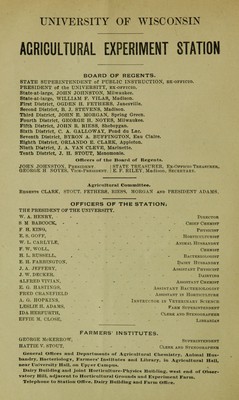 UNIVERSITY OF WISCONSIN
AGRICULTURAL EXPERIMENT STATION
BOARD OF REGENTS.
STATE SUPERINTENDENT of PUBLIC INSTRUCTION, EX-OFFICIO.
PRESIDENT of the UNIVERSITY, EX-OFFICIO.
State-at-large, JOHN JOHNSTON, Milwaukee.
State-at-large, WILLIAM F. VILAS, Madison.
First District, OGDEN H. FETHERS, Janesville.
Second District, B. J. STEVENS, Madison.
Third District, JOHN E. MORGAN, Spring Green.
Fourth District, GEORGE H. NOYES, Milwaukee.
Fifth District, JOHN R. RIESS, Sheboygan.
Sixth District, C. A. GALLOWAY, Fond du Lac.
Seventh District, BYRON A. BUFFINGTON, Eau Claire.
Eighth District, ORLANDO E. CLARK, Appleton.
Ninth District, J. A. VAN CLEVE, Marinette.
Tenth District, J. H. STOUT, Menomonie.
Officers of the Board of Regents.
JOHN JOHNSTON, President. STATE TREASURER, Ex-Officio Treasurer.
GEORGE H. NOYES, Vice-President. E. F. RILEY, Madison, Secretary.
Agricultural Committee.
Regents CLARK, STOUT, FETHERS, RIESS, MORGAN and PRESIDENT ADAMS.
OFFICERS OF THE STATION.
THE PRESIDENT OF THE UNIVERSITY.
W. A. HENRY, DIRECTOR
S. M. BABCOCK, CHIEF CHEMIST
F. H. KING, PHYSICIST
E. S. GOFF, HORTICULTURIST
W. L. CARLYLE, ANIMAL HUSBANDRY
F. W. WOLL, CHEMIST
H. L. RUSSELL, BACTERIOLOGIST
E. H. FARRINGTON, DAIRY HUSBANDRY
J. A. JEFFERY, ASSISTANT PHYSICIST
J. W. DECKER, DAIRYING
ALFRED VIVIAN, ASSISTANT CHEMIST
E. G. HASTINGS, ASSISTANT BACTERIOLOGIST
FRED CRANEFIELD, ASSISTANT IN HORTICULTURE
A. G. HOPKINS, INSTRUCTOR IN VETERINARY SCIENCE
LESLIE H. ADAMS, FARM SUPERINTENDENT
IDA HERFURTH, CLERK AND STENOGRAPHER
EFFIE M. CLOSE, LIBRARIAN
FARMERS' INSTITUTES.
GEORGE McKERROW, SUPERINTENDENT
HATTIE V. STOUT, CLERK AND STENOGRAPHER
General Offices and Departments of Agricultural Chemistry, Animal Husbandry, Bacteriology, Farmers' Institutes and Library, in Agricultural Hall, near University Hall, on Upper Campus.
Dairy Building and Joint Horticulture-Physics Building, west end of Observatory Hill, adjacent to Horticultural Grounds and Experiment Farm.
Telephone to Station Office, Dairy Building and Farm Office.